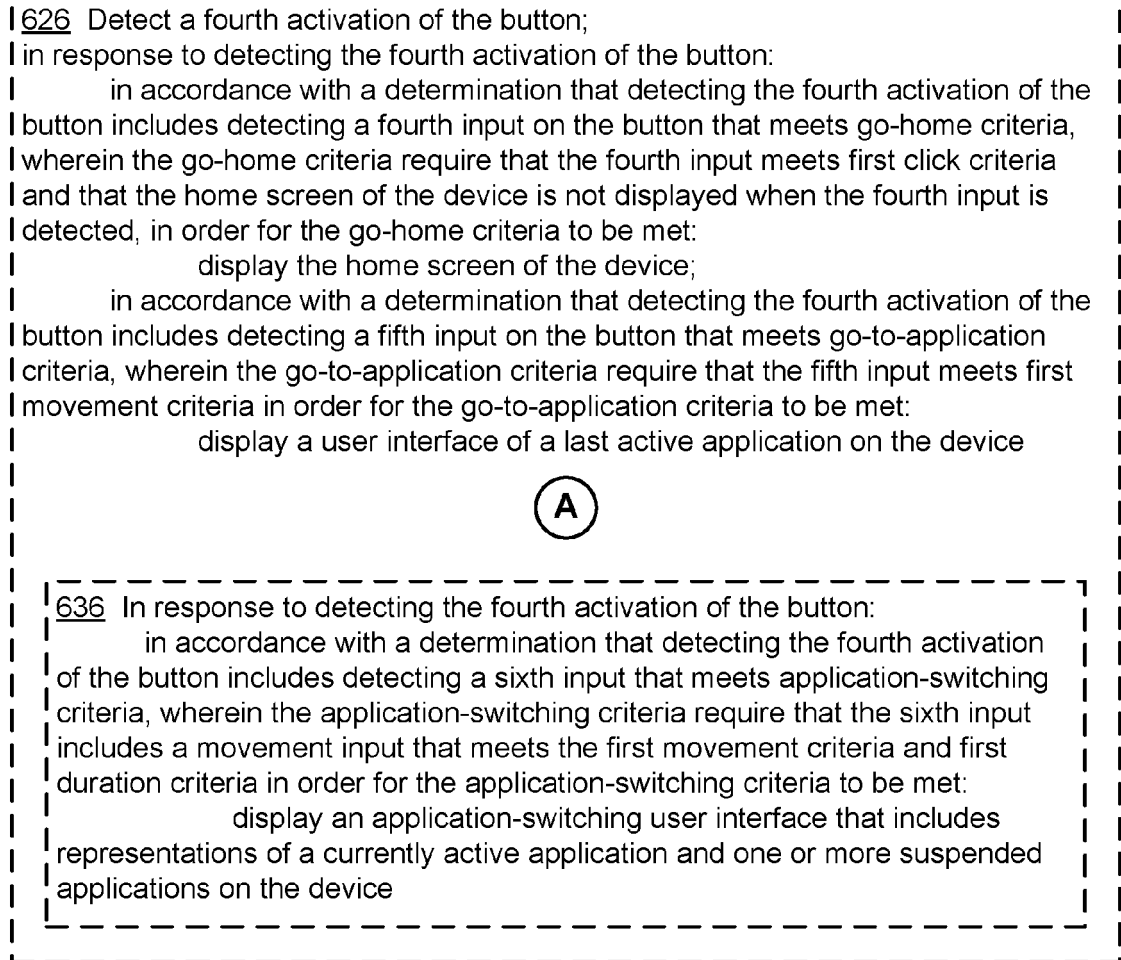 626 Detect a fourth activation of the button;
in response to detecting the fourth activation of the button:
in accordance with a determination that detecting the fourth activation of the
button includes detecting a fourth input on the button that meets go-home criteria,
wherein the go-home criteria require that the fourth input meets first click criteria
and that the home screen of the device is not displayed when the fourth input is
detected, in order for the go-home criteria to be met:
display the home screen of the device;
in accordance with a determination that detecting the fourth activation of the
button includes detecting a fifth input on the button that meets go-to-application
criteria, wherein the go-to-application criteria require that the fifth input meets first
movement criteria in order for the go-to-application criteria to be met:
display a user interface of a last active application on the device
A
636 In response to detecting the fourth activation of the button:
in accordance with a determination that detecting the fourth activation
of the button includes detecting a sixth input that meets application-switching
criteria, wherein the application-switching criteria require that the sixth input
includes a movement input that meets the first movement criteria and first
duration criteria in order for the application-switching criteria to be met:
display an application-switching user interface that includes
representations of a currently active application and one or more suspended
applications on the device